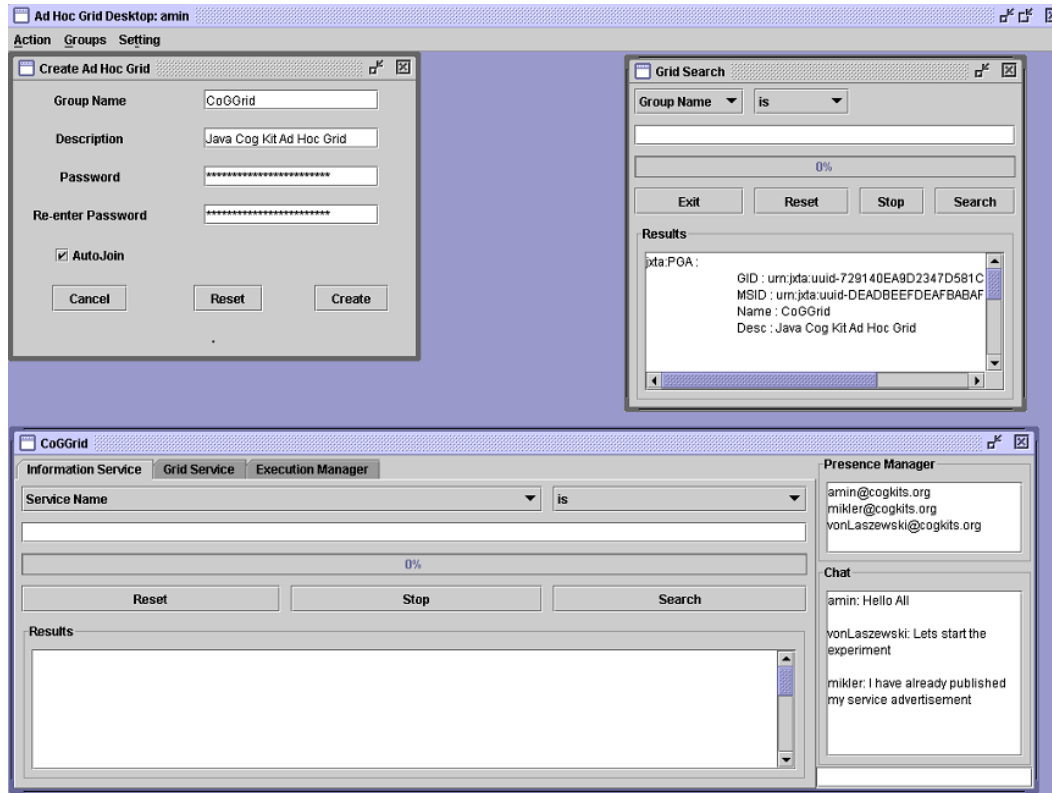 Ad Hoc Grid Desktop: amin
Action Groups Setting
Create Ad Hoc Grid
Group Name CoGGrid
Description Java Cog Kit Ad Hoc Grid
Password ************************
Re-enter Password ************************
AutoJoin
Cancel Reset Create
Grid Search
Group Name is
0%
Exit Reset Stop Search
Results
jxta:PGA :
GID : urn:jxta:uuid-729140EA9D2347D581C
MSID : urn:jxta:uuid-DEADBEEFDEAFBABAF
Name : CoGGrid
Desc : Java Cog Kit Ad Hoc Grid
CoGGrid
Information Service Grid Service Execution Manager
Service Name is
0%
Reset Stop Search
Results
Presence Manager
amin@cogkits.org
mikler@cogkits.org
vonLaszewski@cogkits.org
Chat
amin: Hello All
vonLaszewski: Lets start the
experiment
mikler: I have already published
my service advertisement